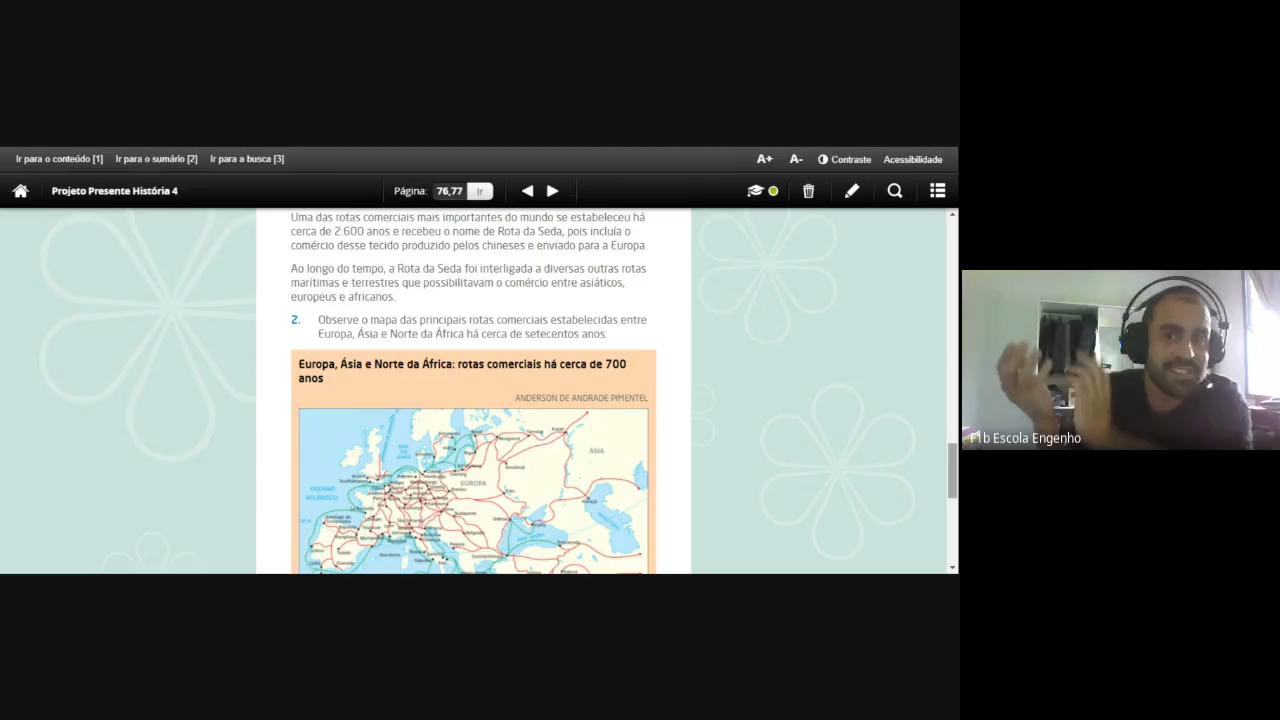 Ir para o conteúdo [1] Ir para o sumário [2] Ir para a busca [3] A+ A- Contraste Acessibilidade
Projeto Presente História 4 Página: 76,77 Ir
Uma das rotas comerciais mais importantes do mundo se estabeleceu há
cerca de 2.600 anos e recebeu o nome de Rota da Seda, pois incluía o
comércio desse tecido produzido pelos chineses e enviado para a Europa.
Ao longo do tempo, a Rota da Seda foi interligada a diversas outras rotas
marítimas e terrestres que possibilitavam o comércio entre asiáticos,
europeus e africanos.
2. Observe o mapa das principais rotas comerciais estabelecidas entre
Europa, Ásia e Norte da África há cerca de setecentos anos.
Europa, Ásia e Norte da África: rotas comerciais há cerca de 700
anos
ANDERSON DE ANDRADE PIMENTEL
ÁSIA
EUROPA
OCEANO
ATLÂNTICO
F1b Escola Engenho